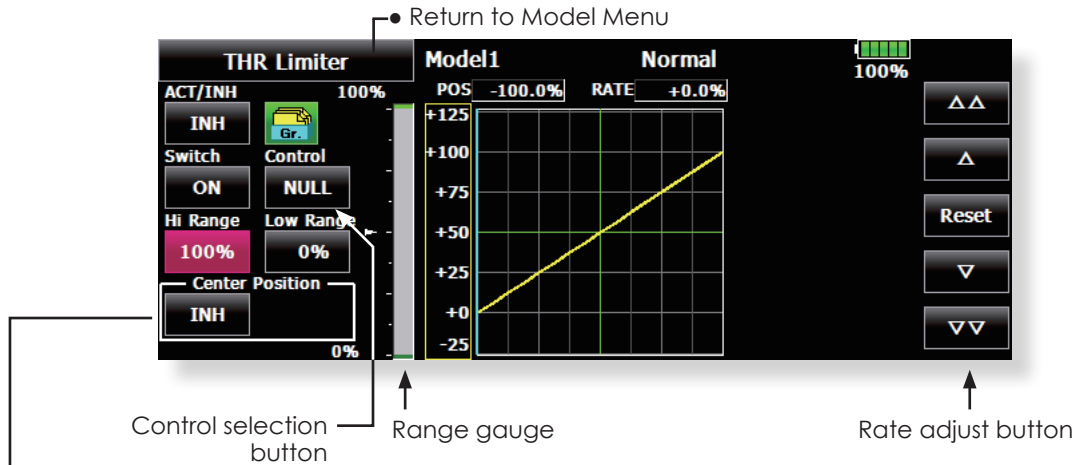 Return to Model Menu
THR Limiter
Model1
Normal
100%
ACT/INH
100%
POS
-100.0%
RATE
+0.0%
INH
Gr.
+125
Switch
Control
+100
ON
NULL
+75
Hi Range
Low Range
Reset
100%
0%
+50
Center Position
+25
INH
+0
0%
-25
Control selection
button
Range gauge
Rate adjust button